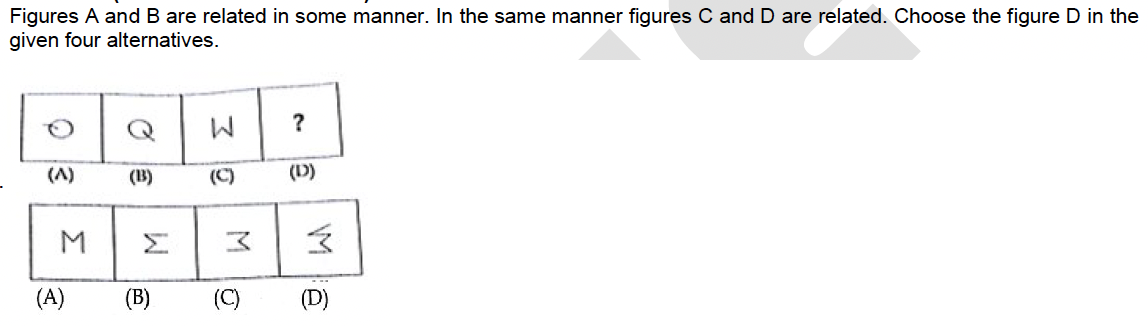 Figures A and B are related in some manner. In the same manner figures C and D are related. Choose the figure D in the
given four alternatives.
Q Q M ?
(A) (B) (C) (D)
M Σ M M
(A) (B) (C) (D)